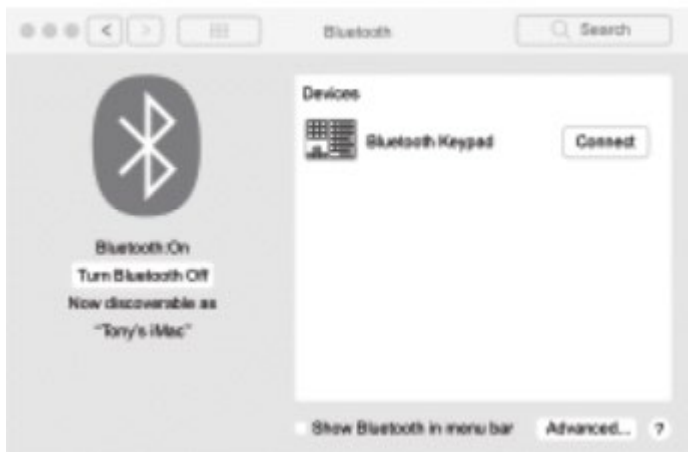 Bluetooth
Search
Devices
Bluetooth Keypad
Connect
Bluetooth:On
Turn Bluetooth Off
Now discoverable as
"Tony's iMac"
Show Bluetooth in menu bar
Advanced...
?